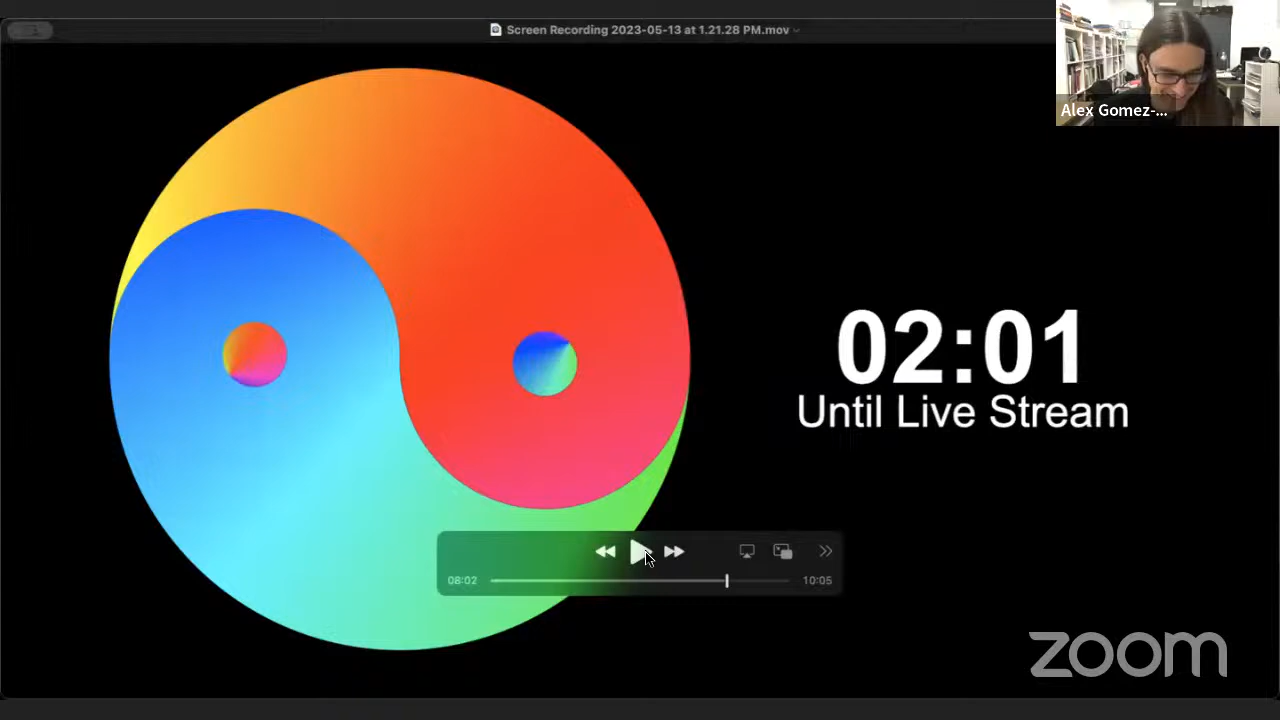 Screen Recording 2023-05-13 at 1.21.28 PM.mov
Alex Gomez-...
02:01
Until Live Stream
08:02
10:05
zoom